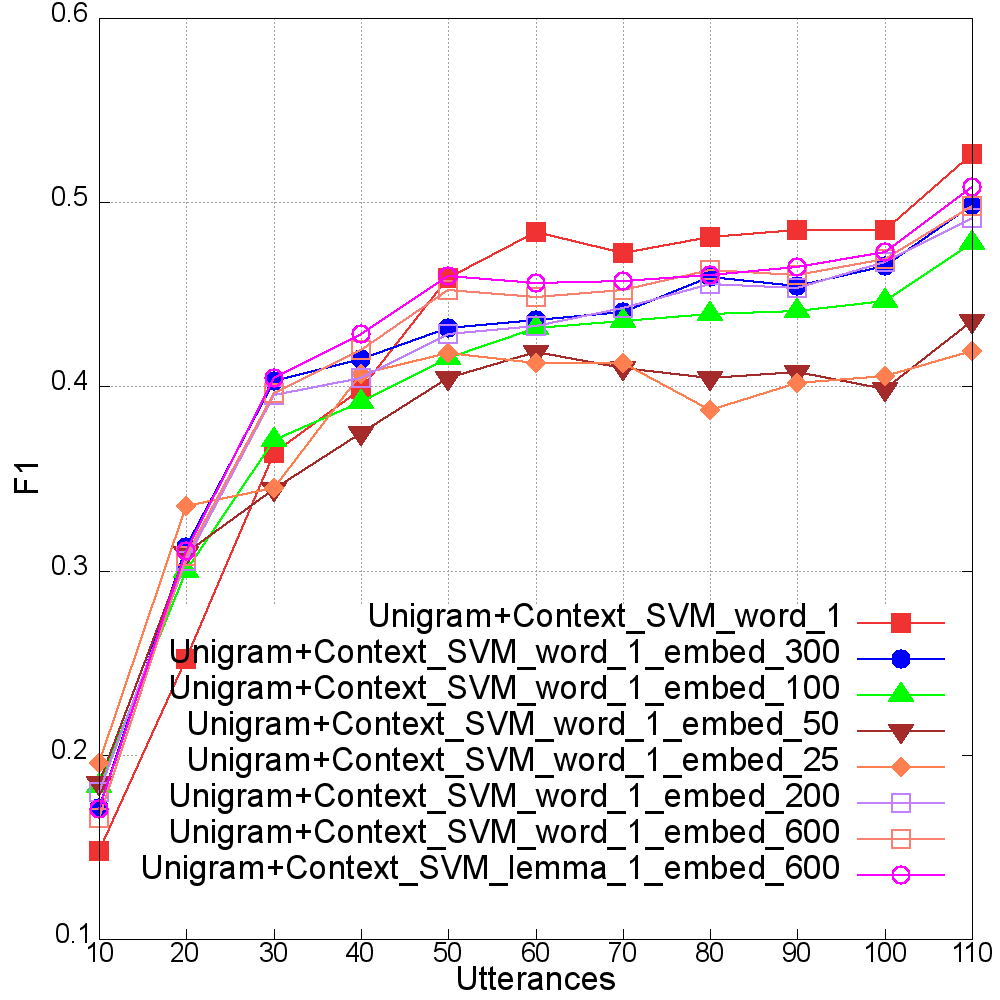 0.6
0.5
0.4
0.3
0.2
0.1
F1
Unigram+Context_SVM_word_1
Unigram+Context_SVM_word_1_embed_300
Unigram+Context_SVM_word_1_embed_100
Unigram+Context_SVM_word_1_embed_50
Unigram+Context_SVM_word_1_embed_25
Unigram+Context_SVM_word_1_embed_200
Unigram+Context_SVM_word_1_embed_600
Unigram+Context_SVM_lemma_1_embed_600
10 20 30 40 50 60 70 80 90 100 110
Utterances